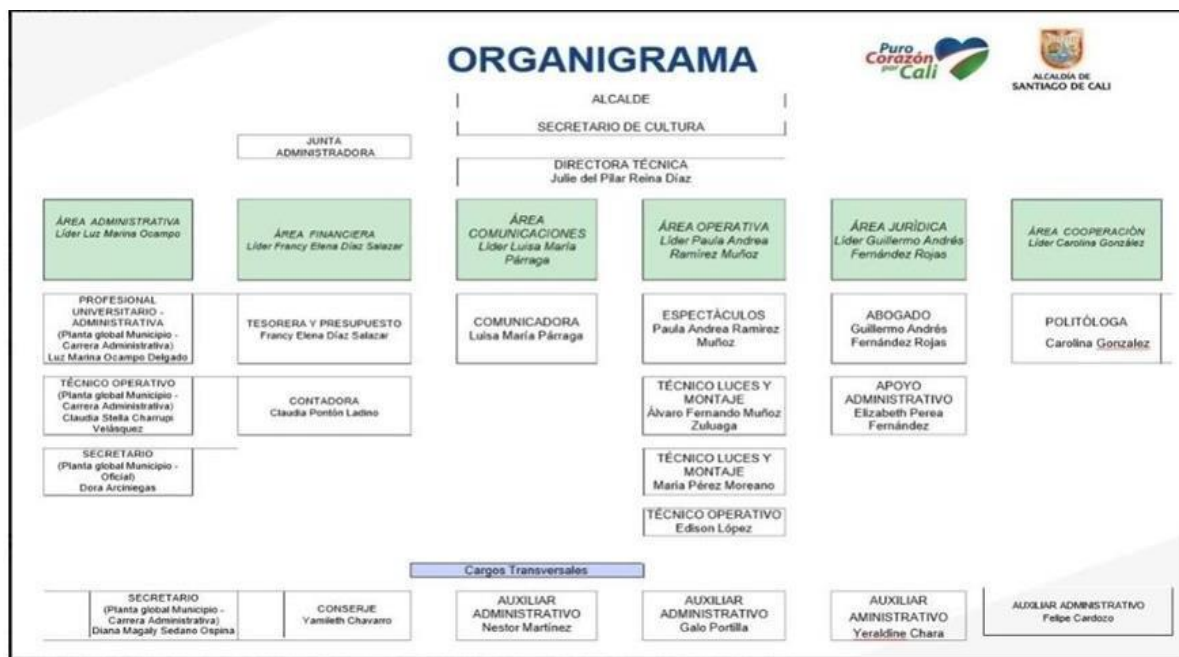 ORGANIGRAMA
Puro
Corazón
por Cali
ALCALDÍA DE
SANTIAGO DE CALI
ALCALDE
SECRETARIO DE CULTURA
JUNTA
ADMINISTRADORA
DIRECTORA TÉCNICA
Julie del Pilar Reina Díaz
ÁREA ADMINISTRATIVA
Líder Luz Marina Ocampo
ÁREA FINANCIERA
Líder Francy Elena Díaz Salazar
ÁREA
COMUNICACIONES
Líder Luisa María
Párraga
ÁREA OPERATIVA
Líder Paula Andrea
Ramírez Muñoz
ÁREA JURÍDICA
Líder Guillermo Andrés
Fernández Rojas
ÁREA COOPERACIÓN
Líder Carolina González
PROFESIONAL
UNIVERSITARIO -
ADMINISTRATIVA
(Planta global Municipio -
Carrera Administrativa)
Luz Marina Ocampo Delgado
TESORERA Y PRESUPUESTO
Francy Elena Díaz Salazar
COMUNICADORA
Luisa María Párraga
ESPECTÁCULOS
Paula Andrea Ramirez
Muñoz
ABOGADO
Guillermo Andrés
Fernández Rojas
POLITÓLOGA
Carolina Gonzalez
TÉCNICO OPERATIVO
(Planta global Municipio -
Carrera Administrativa)
Claudia Stella Charrupi
Velásquez
CONTADORA
Claudia Pontón Ladino
TÉCNICO LUCES Y
MONTAJE
Álvaro Fernando Muñoz
Zuluaga
APOYO
ADMINISTRATIVO
Elizabeth Perea
Fernández
SECRETARIO
(Planta global Municipio -
Oficial)
Dora Arciniegas
TÉCNICO LUCES Y
MONTAJE
Maria Pérez Moreano
TÉCNICO OPERATIVO
Edison López
Cargos Transversales
SECRETARIO
(Planta global Municipio -
Carrera Administrativa)
Diana Magaly Sedano Ospina
CONSERJE
Yamileth Chavarro
AUXILIAR
ADMINISTRATIVO
Nestor Martínez
AUXILIAR
ADMINISTRATIVO
Galo Portilla
AUXILIAR
AMINISTRATIVO
Yeraldine Chara
AUXILIAR ADMINISTRATIVO
Felipe Cardozo